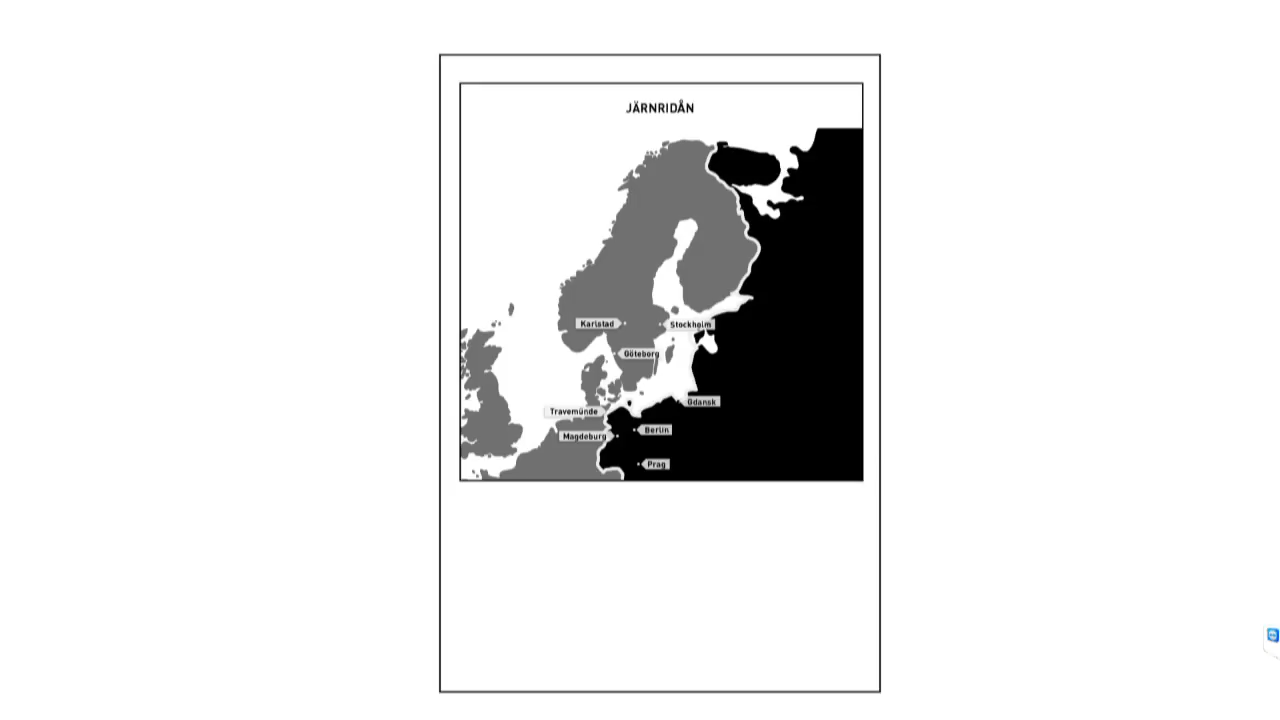 JÄRNRIDÅN
Karlstad
Stockholm
Göteborg
Gdansk
Travemünde
Berlin
Magdeburg
Prag